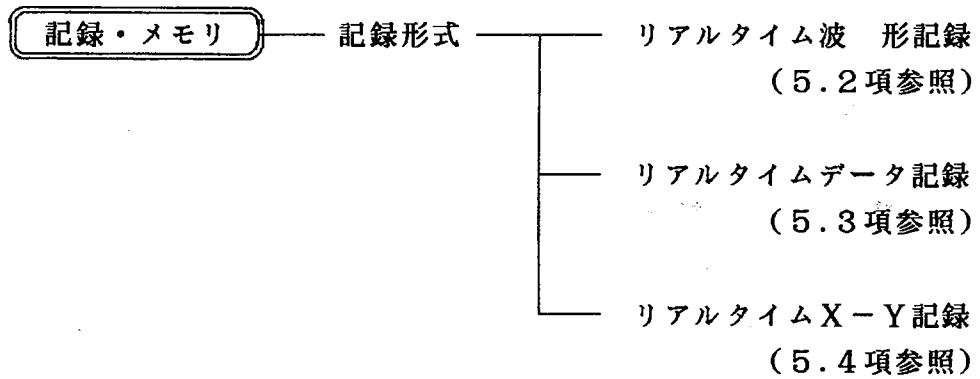 記録・メモリ 記録形式 リアルタイム波 形記録
(5.2項参照)
リアルタイムデータ記録
(5.3項参照)
リアルタイムX-Y記録
(5.4項参照)